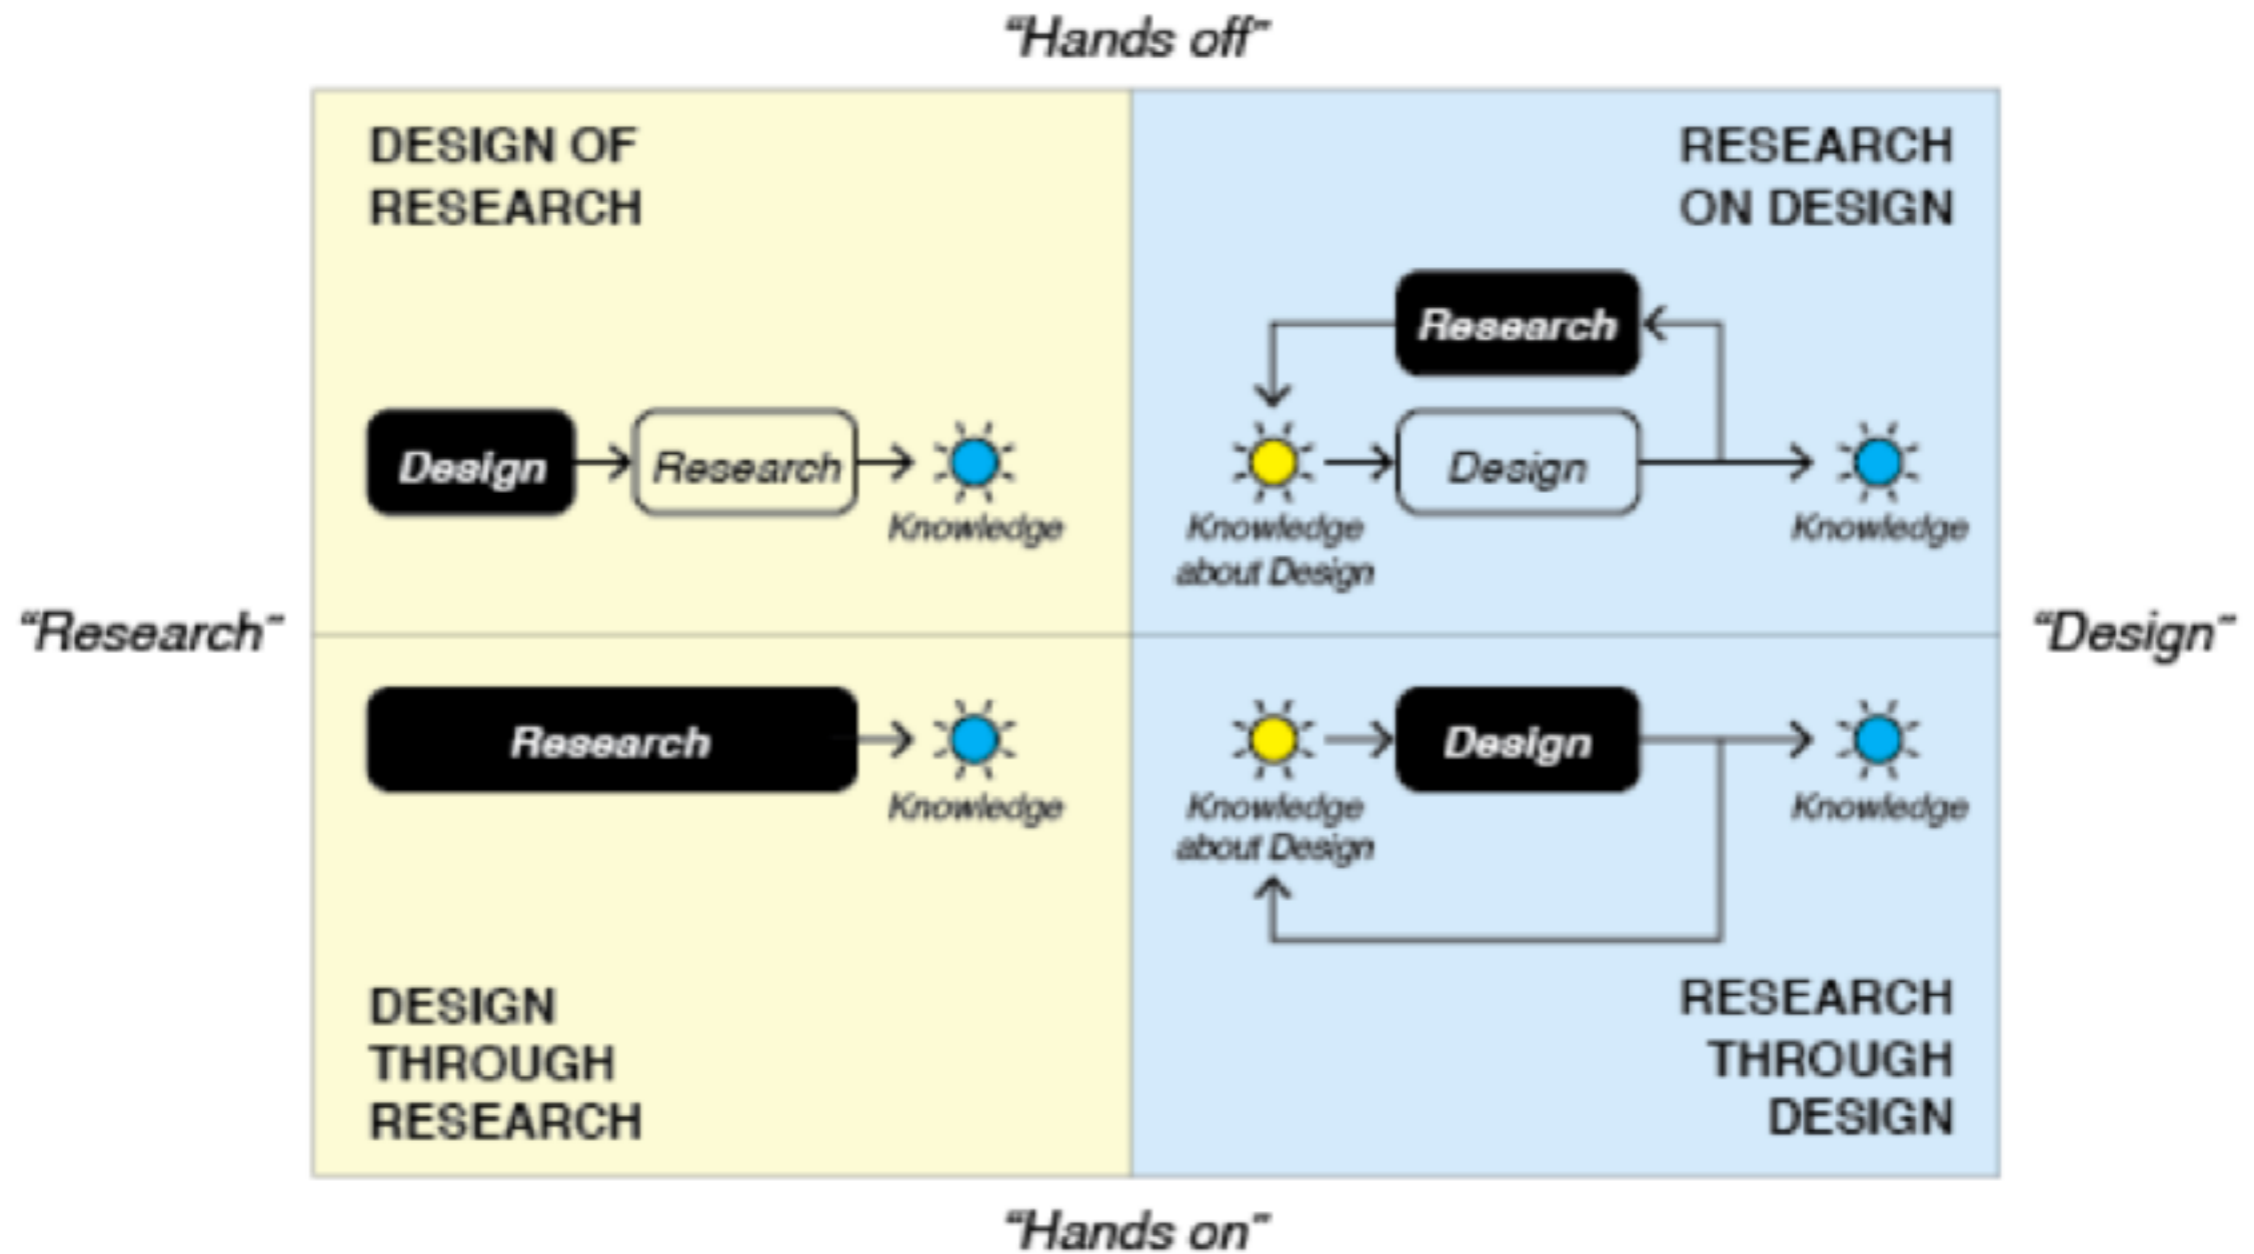 “Hands off”
DESIGN OF
RESEARCH
RESEARCH
ON DESIGN
Research
Design
Research
Design
Knowledge
Knowledge
about Design
Knowledge
“Research”
“Design”
Research
Design
Knowledge
Knowledge
about Design
Knowledge
DESIGN
THROUGH
RESEARCH
RESEARCH
THROUGH
DESIGN
“Hands on”